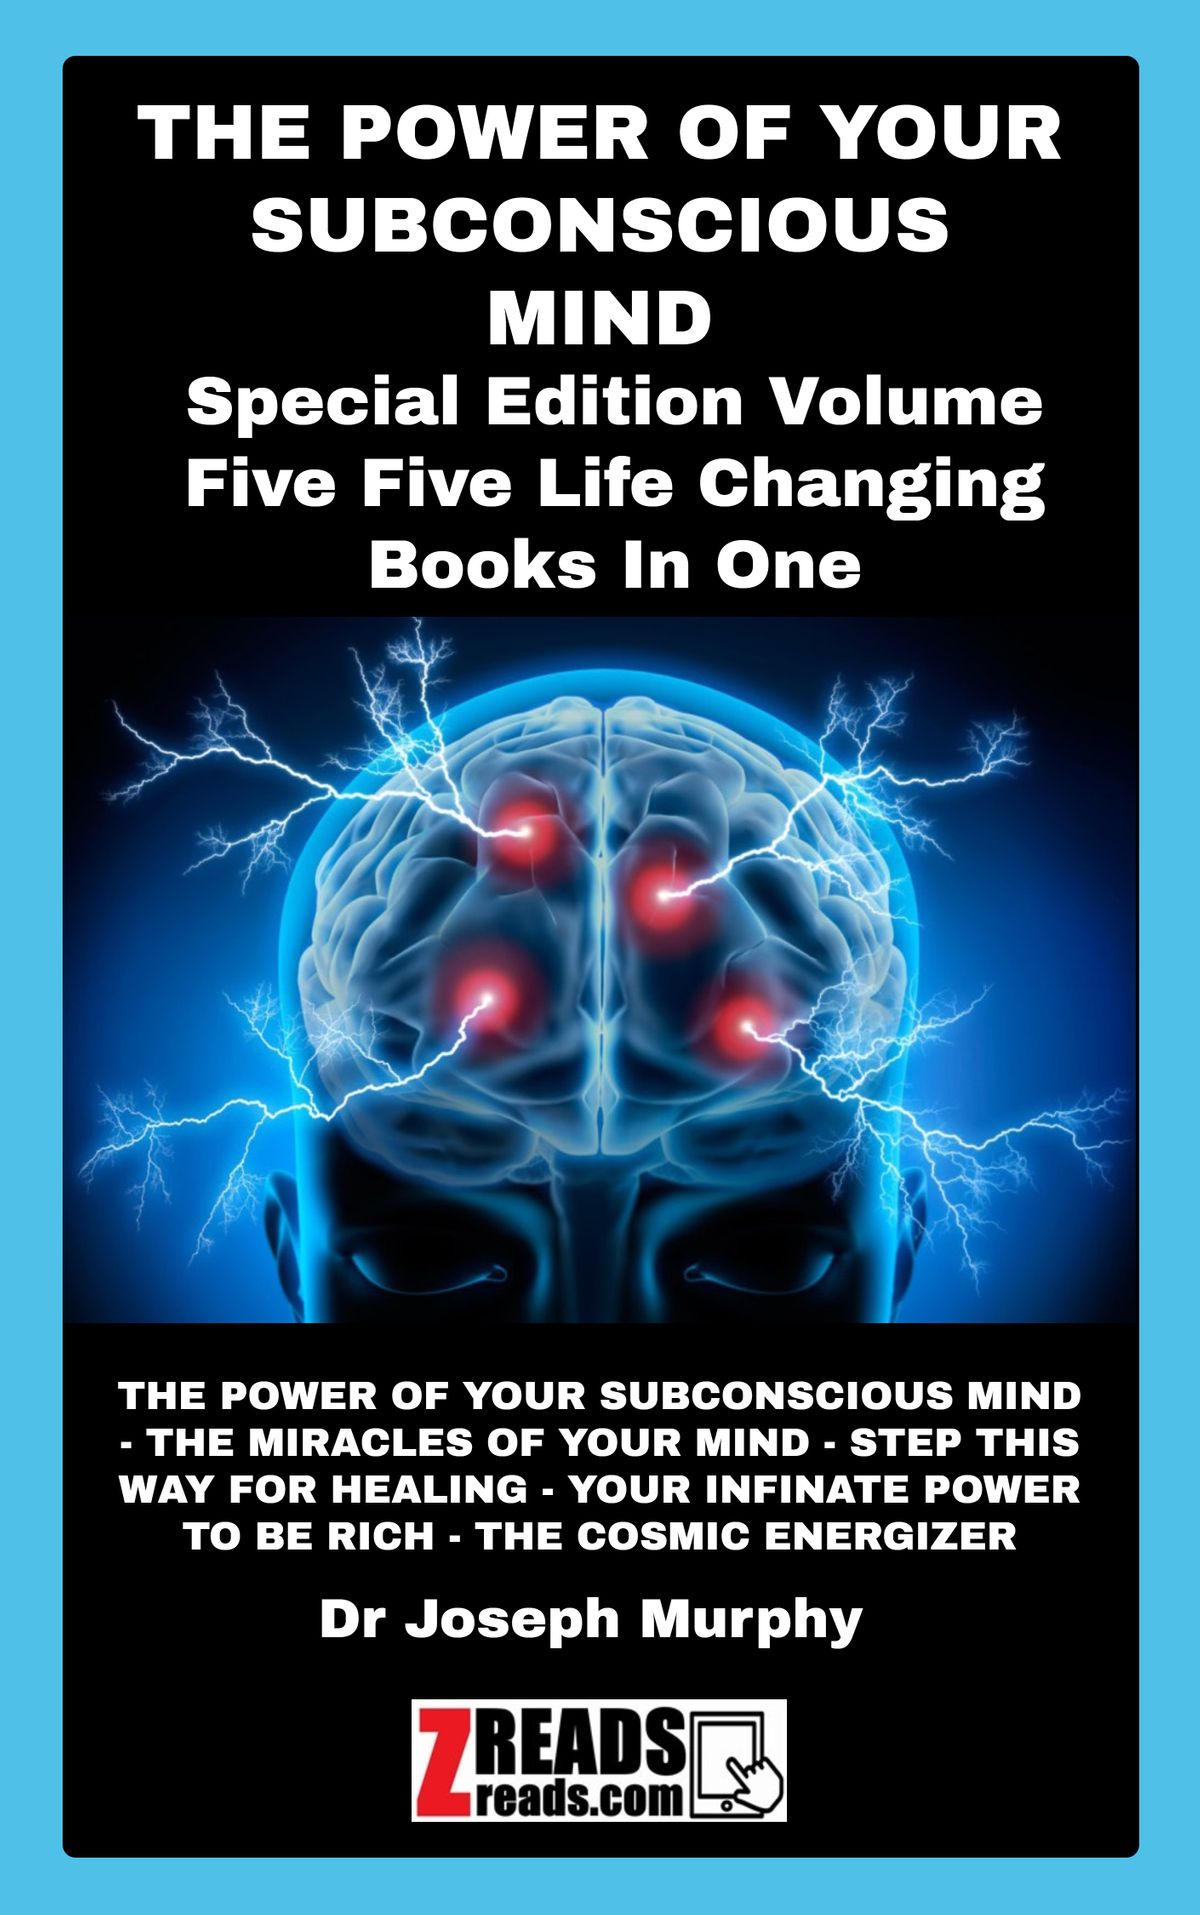 THE POWER OF YOUR
SUBCONSCIOUS
MIND
Special Edition Volume
Five Five Life Changing
Books In One
THE POWER OF YOUR SUBCONSCIOUS MIND
- THE MIRACLES OF YOUR MIND - STEP THIS
WAY FOR HEALING - YOUR INFINATE POWER
TO BE RICH - THE COSMIC ENERGIZER
Dr Joseph Murphy
ZREADS
reads.com